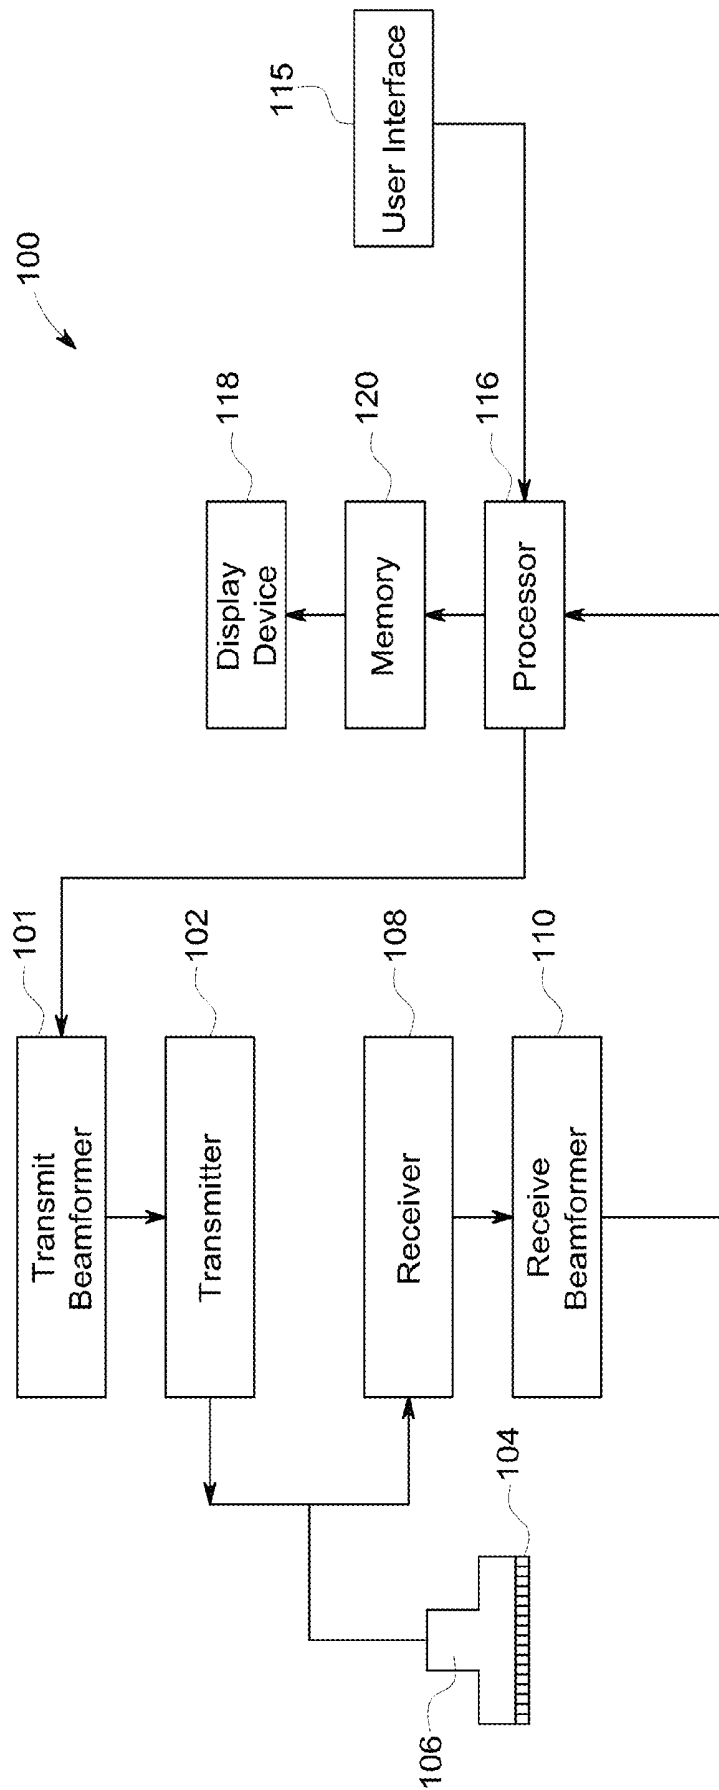 100
101
Transmit
Beamformer
102
Transmitter
108
Receiver
110
Receive
Beamformer
104
106
118
Display
Device
120
Memory
116
Processor
115
User Interface